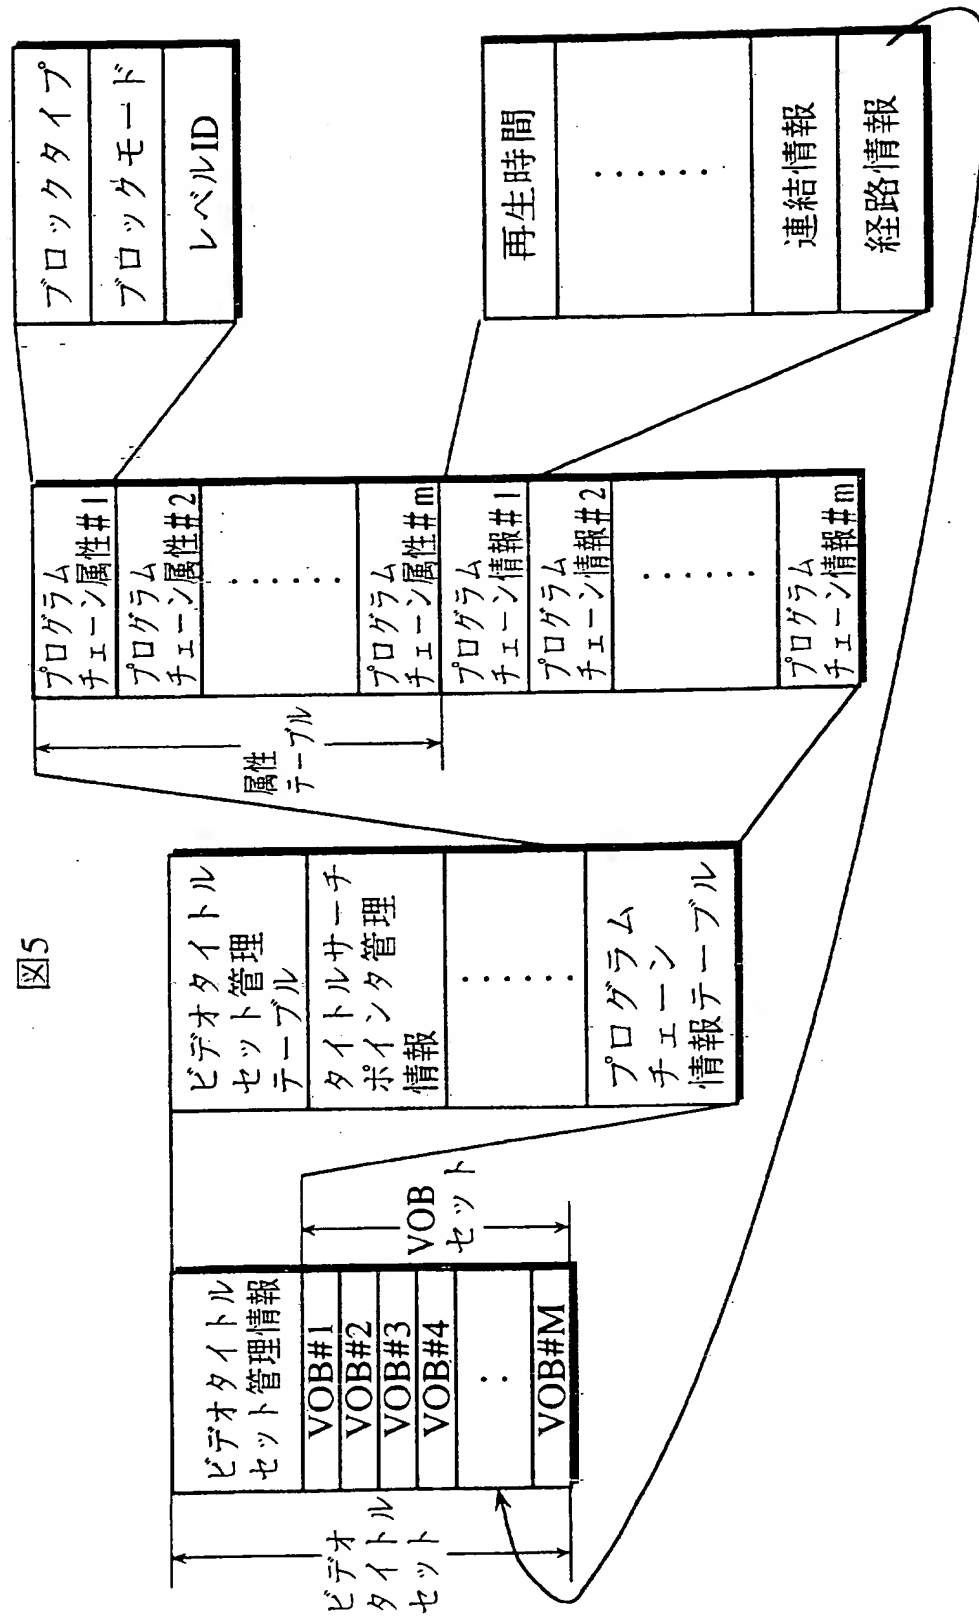 図5
ビデオ
タイトル
セット
ビデオタイトル
セット管理情報
VOB#1
VOB#2
VOB#3
VOB#4
:
VOB#M
VOB
セット
ビデオタイトル
セット管理
テーブル
タイトルサーチ
ポインタ管理
情報
......
プログラム
チェーン
情報テーブル
属性
テーブル
プログラム
チェーン属性#1
プログラム
チェーン属性#2
......
プログラム
チェーン属性#m
プログラム
チェーン情報#1
プログラム
チェーン情報#2
......
プログラム
チェーン情報#m
ブロックタイプ
ブロックモード
レベルID
再生時間
......
連結情報
経路情報